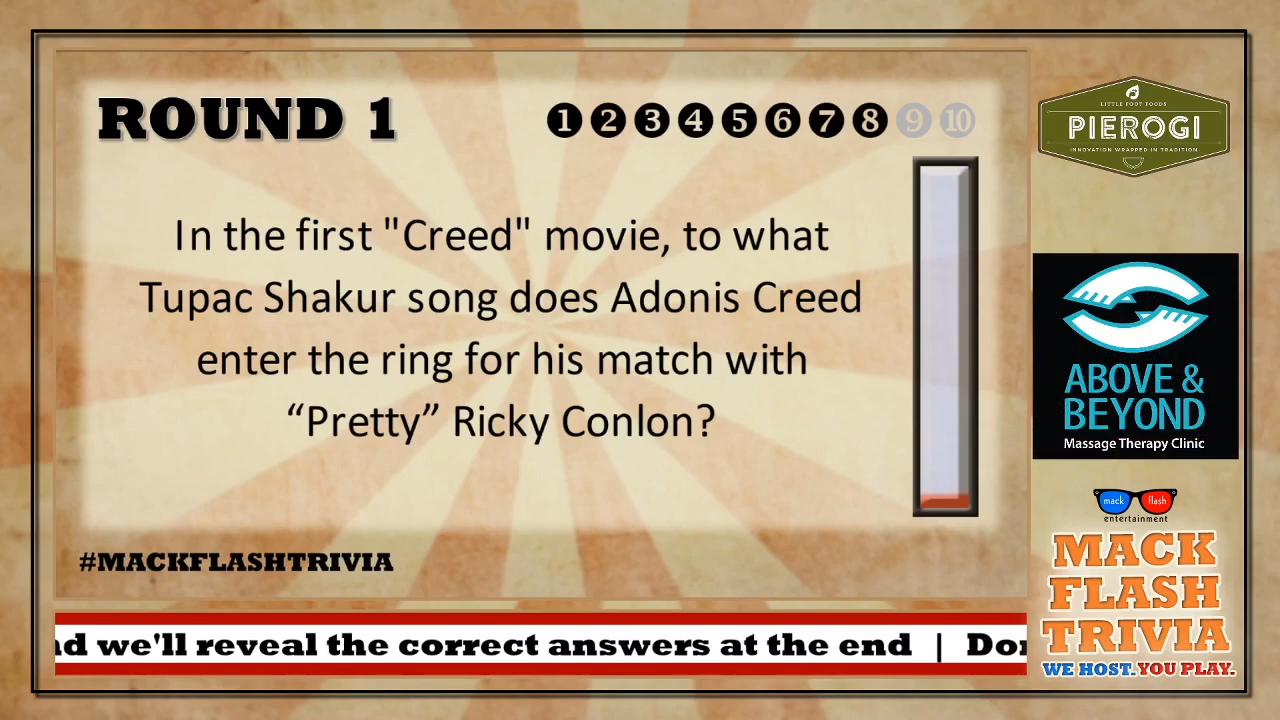 ROUND 1
1 2 3 4 5 6 7 8 9 10
In the first "Creed" movie, to what
Tupac Shakur song does Adonis Creed
enter the ring for his match with
“Pretty” Ricky Conlon?
#MACKFLASHTRIVIA
nd we'll reveal the correct answers at the end | Do
LITTLE FOOT FOODS
PIEROGI
INNOVATION WRAPPED IN TRADITION
ABOVE &
BEYOND
Massage Therapy Clinic
mack flash
entertainment
MACK
FLASH
TRIVIA
WE HOST. YOU PLAY.